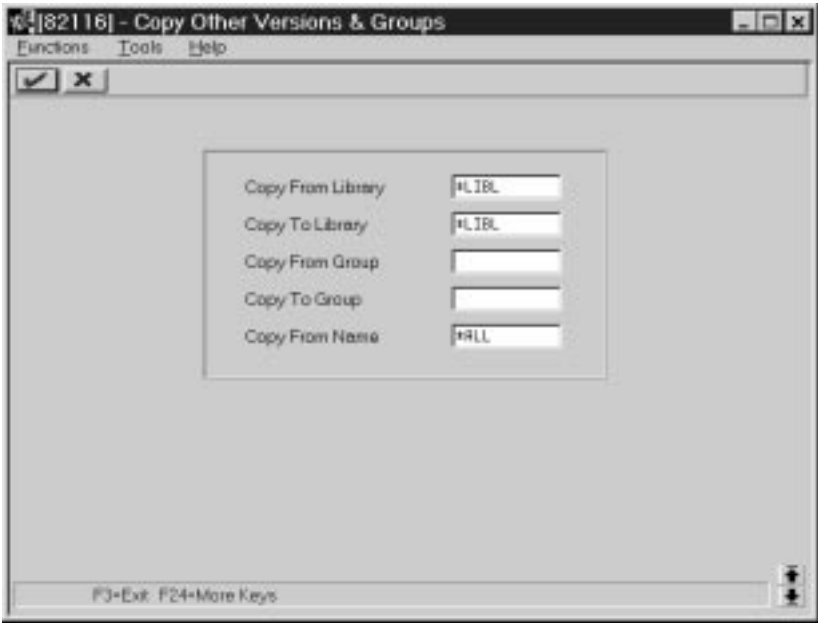 [82116] - Copy Other Versions & Groups
Functions Tools Help
Copy From Library *LIBL
Copy To Library *LIBL
Copy From Group
Copy To Group
Copy From Name *ALL
F3=Exit F24=More Keys